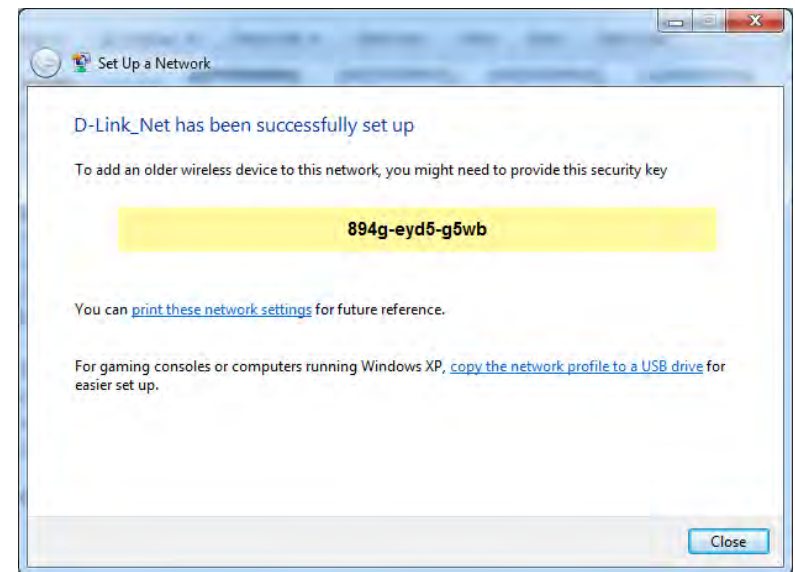 Set Up a Network
D-Link_Net has been successfully set up
To add an older wireless device to this network, you might need to provide this security key
894g-eyd5-g5wb
You can print these network settings for future reference.
For gaming consoles or computers running Windows XP, copy the network profile to a USB drive for
easier set up.
Close